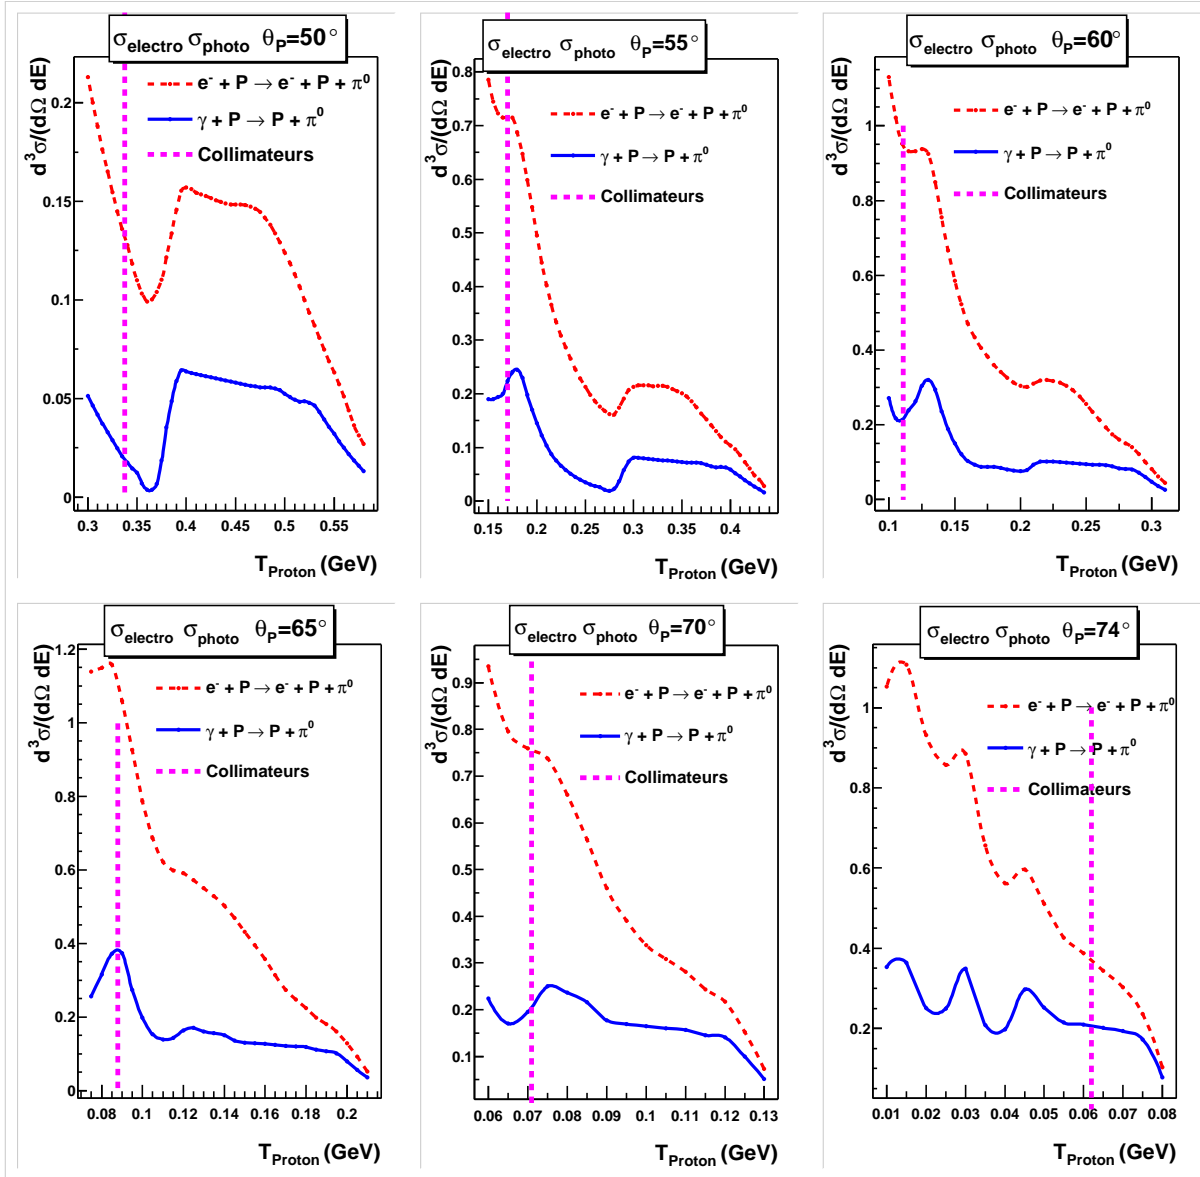 σelectro σphoto θP=50°
d³σ/(dΩ dE)
e⁻ + P → e⁻ + P + π⁰
γ + P → P + π⁰
Collimateurs
0.2
0.15
0.1
0.05
0
0.3 0.35 0.4 0.45 0.5 0.55
TProton (GeV)
σelectro σphoto θP=55°
d³σ/(dΩ dE)
e⁻ + P → e⁻ + P + π⁰
γ + P → P + π⁰
Collimateurs
0.8
0.7
0.6
0.5
0.4
0.3
0.2
0.1
0
0.15 0.2 0.25 0.3 0.35 0.4
TProton (GeV)
σelectro σphoto θP=60°
d³σ/(dΩ dE)
e⁻ + P → e⁻ + P + π⁰
γ + P → P + π⁰
Collimateurs
1
0.8
0.6
0.4
0.2
0
0.1 0.15 0.2 0.25 0.3
TProton (GeV)
σelectro σphoto θP=65°
d³σ/(dΩ dE)
e⁻ + P → e⁻ + P + π⁰
γ + P → P + π⁰
Collimateurs
1.2
1
0.8
0.6
0.4
0.2
0
0.08 0.1 0.12 0.14 0.16 0.18 0.2
TProton (GeV)
σelectro σphoto θP=70°
d³σ/(dΩ dE)
e⁻ + P → e⁻ + P + π⁰
γ + P → P + π⁰
Collimateurs
0.9
0.8
0.7
0.6
0.5
0.4
0.3
0.2
0.1
0.06 0.07 0.08 0.09 0.1 0.11 0.12 0.13
TProton (GeV)
σelectro σphoto θP=74°
d³σ/(dΩ dE)
e⁻ + P → e⁻ + P + π⁰
γ + P → P + π⁰
Collimateurs
1
0.8
0.6
0.4
0.2
0.01 0.02 0.03 0.04 0.05 0.06 0.07 0.08
TProton (GeV)